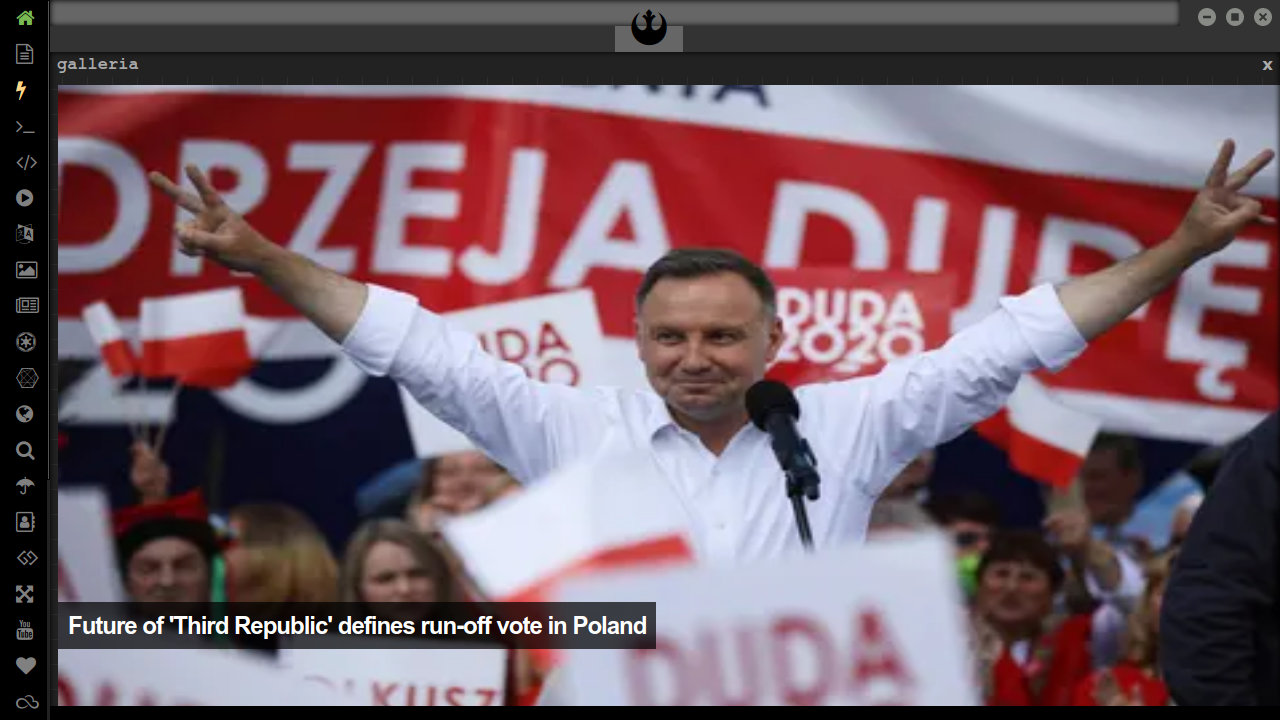 galleria
x
DRZEJA DUDĘ
DUDA
2020
DUDA
Future of 'Third Republic' defines run-off vote in Poland
DUDA
LKUSZ
You
Tube